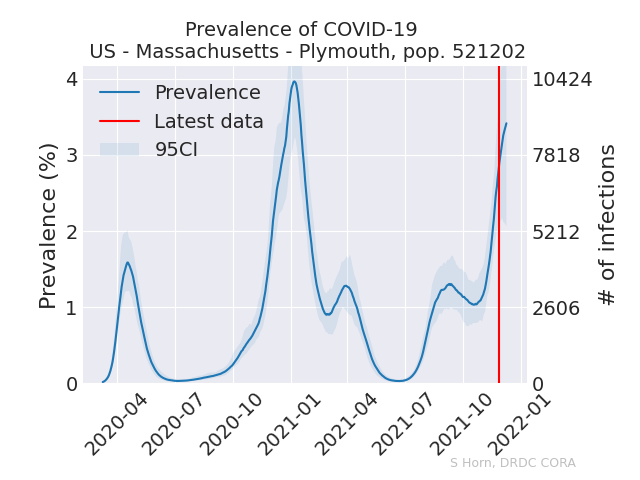 Prevalence of COVID-19
US - Massachusetts - Plymouth, pop. 521202
Prevalence
Latest data
95CI
Prevalence (%)
4
3
2
1
0
10424
7818
5212
2606
0
# of infections
2020-04
2020-07
2020-10
2021-01
2021-04
2021-07
2021-10
2022-01
S Horn, DRDC CORA